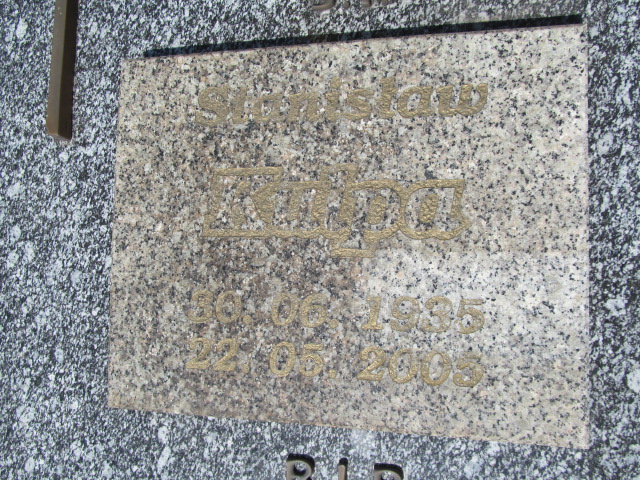 Stanisław
Kulpa
30. 06. 1935
22. 05. 2005
R I P